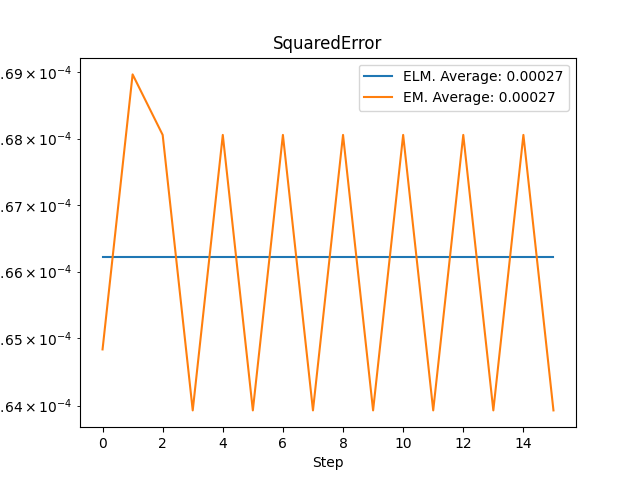 SquaredError
ELM. Average: 0.00027
EM. Average: 0.00027
.69 × 10⁻⁴
.68 × 10⁻⁴
.67 × 10⁻⁴
.66 × 10⁻⁴
.65 × 10⁻⁴
.64 × 10⁻⁴
0 2 4 6 8 10 12 14
Step